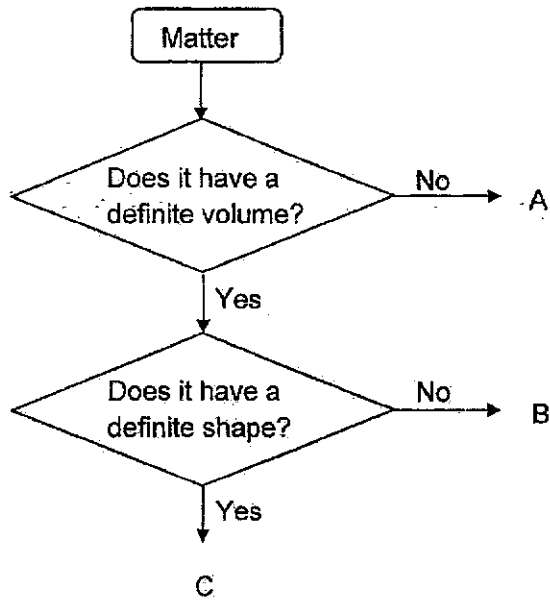 Matter
Does it have a
definite volume?
No
A
Yes
Does it have a
definite shape?
No
B
Yes
C